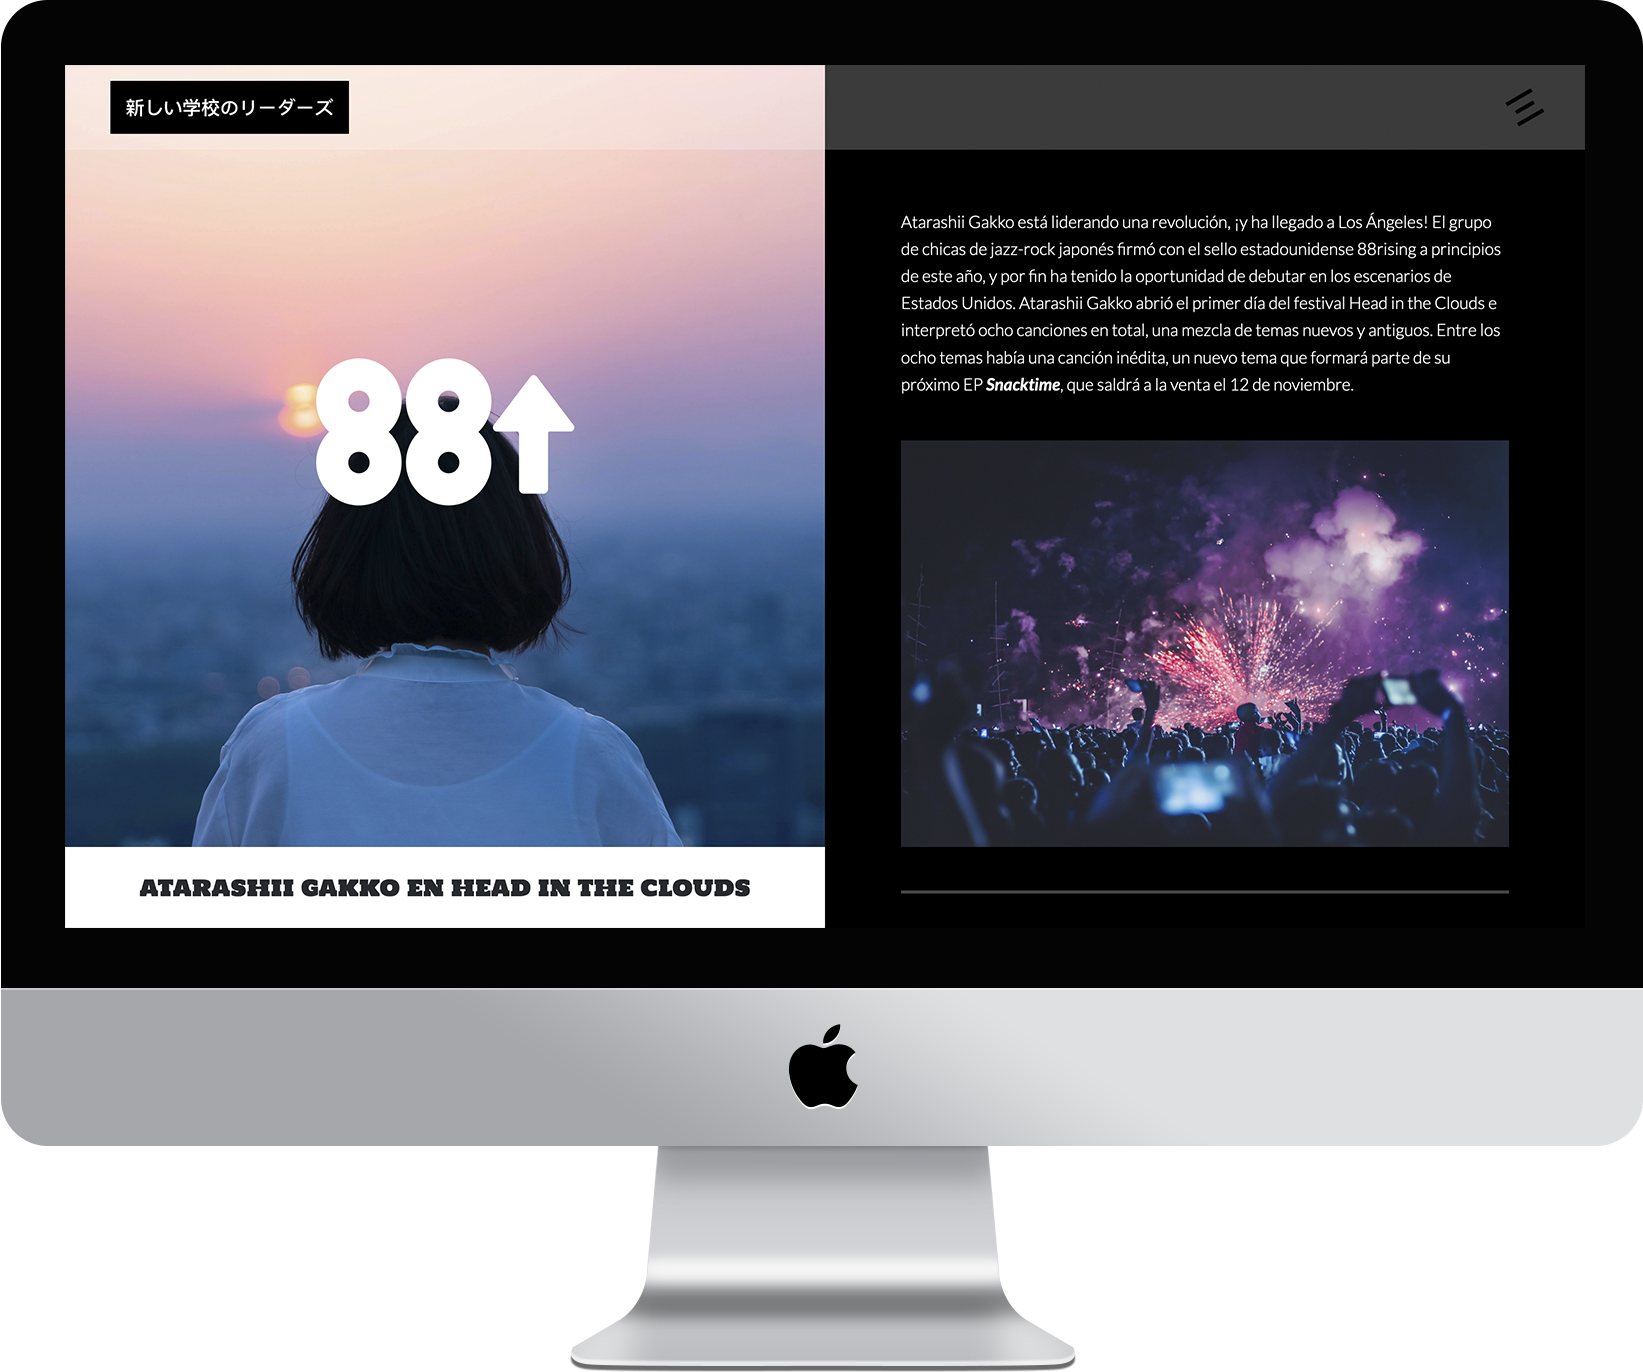 新しい学校のリーダーズ
88↑
ATARASHII GAKKO EN HEAD IN THE CLOUDS
Atarashii Gakko está liderando una revolución, ¡y ha llegado a Los Ángeles! El grupo
de chicas de jazz-rock japonés firmó con el sello estadounidense 88rising a principios
de este año, y por fin ha tenido la oportunidad de debutar en los escenarios de
Estados Unidos. Atarashii Gakko abrió el primer día del festival Head in the Clouds e
interpretó ocho canciones en total, una mezcla de temas nuevos y antiguos. Entre los
ocho temas había una canción inédita, un nuevo tema que formará parte de su
próximo EP Snacktime, que saldrá a la venta el 12 de noviembre.